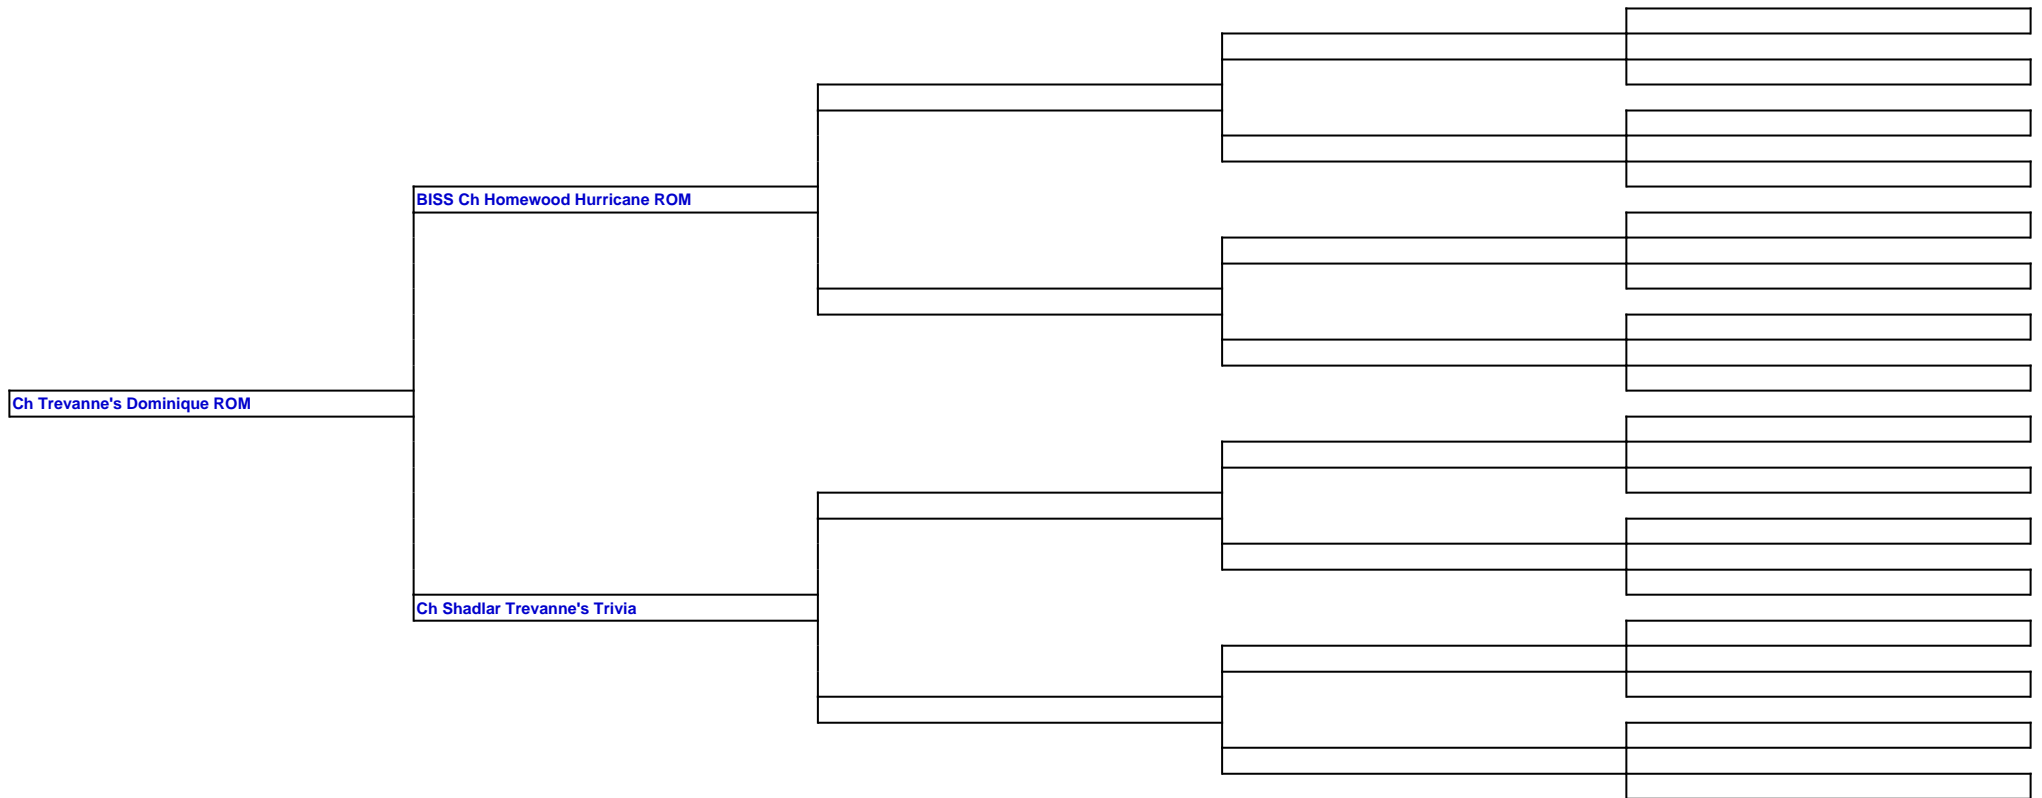 BISS Ch Homewood Hurricane ROM
Ch Trevanne's Dominique ROM
Ch Shadlar Trevanne's Trivia